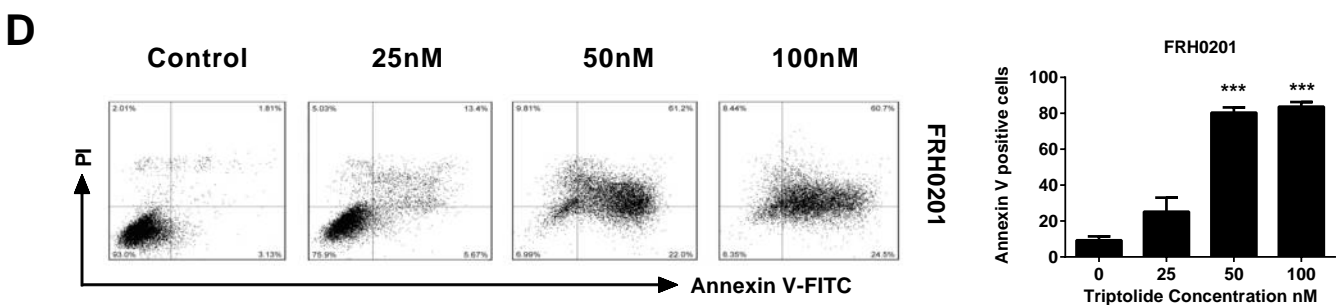 D
Control 25nM 50nM 100nM
2.01% 1.81%
93.0% 3.13%
5.03% 13.4%
75.9% 5.67%
9.81% 61.2%
6.99% 22.0%
8.44% 60.7%
6.35% 24.5%
PI
Annexin V-FITC
FRH0201
FRH0201
Annexin V positive cells
100
80
60
40
20
0
*** ***
0 25 50 100
Triptolide Concentration nM